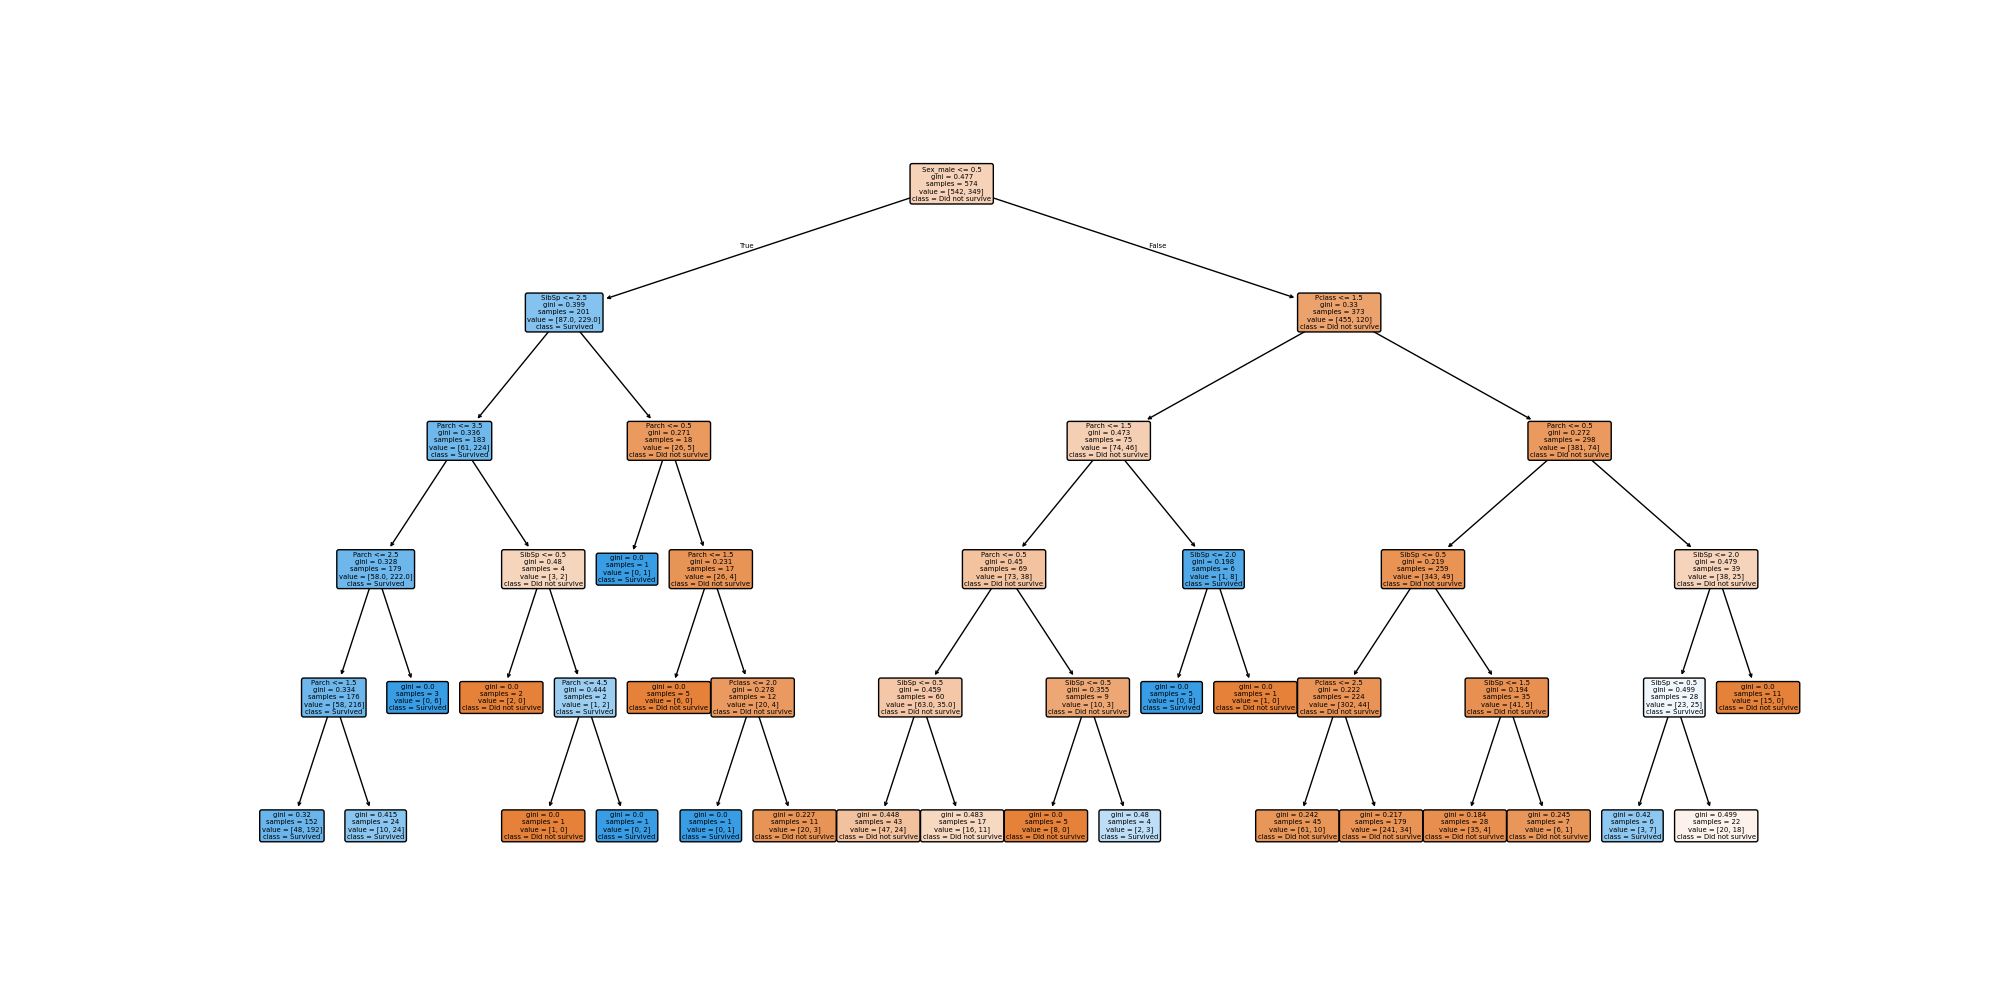 Sex_male <= 0.5
gini = 0.477
samples = 574
value = [542, 349]
class = Did not survive
True
False
SibSp <= 2.5
gini = 0.399
samples = 201
value = [87.0, 229.0]
class = Survived
Pclass <= 1.5
gini = 0.33
samples = 373
value = [455, 120]
class = Did not survive
Parch <= 3.5
gini = 0.336
samples = 183
value = [61, 224]
class = Survived
Parch <= 0.5
gini = 0.271
samples = 18
value = [26, 5]
class = Did not survive
Parch <= 1.5
gini = 0.473
samples = 75
value = [74, 46]
class = Did not survive
Parch <= 0.5
gini = 0.272
samples = 298
value = [381, 74]
class = Did not survive
Parch <= 2.5
gini = 0.328
samples = 179
value = [58.0, 222.0]
class = Survived
SibSp <= 0.5
gini = 0.48
samples = 4
value = [3, 2]
class = Did not survive
gini = 0.0
samples = 1
value = [0, 1]
class = Survived
Parch <= 1.5
gini = 0.231
samples = 17
value = [26, 4]
class = Did not survive
Parch <= 0.5
gini = 0.45
samples = 69
value = [73, 38]
class = Did not survive
SibSp <= 2.0
gini = 0.198
samples = 6
value = [1, 8]
class = Survived
SibSp <= 0.5
gini = 0.219
samples = 259
value = [343, 49]
class = Did not survive
SibSp <= 2.0
gini = 0.479
samples = 39
value = [38, 25]
class = Did not survive
Parch <= 1.5
gini = 0.334
samples = 176
value = [58, 216]
class = Survived
gini = 0.0
samples = 3
value = [0, 6]
class = Survived
gini = 0.0
samples = 2
value = [2, 0]
class = Did not survive
Parch <= 4.5
gini = 0.444
samples = 2
value = [1, 2]
class = Survived
gini = 0.0
samples = 5
value = [6, 0]
class = Did not survive
Pclass <= 2.0
gini = 0.278
samples = 12
value = [20, 4]
class = Did not survive
SibSp <= 0.5
gini = 0.459
samples = 60
value = [63.0, 35.0]
class = Did not survive
SibSp <= 0.5
gini = 0.355
samples = 9
value = [10, 3]
class = Did not survive
gini = 0.0
samples = 5
value = [0, 8]
class = Survived
gini = 0.0
samples = 1
value = [1, 0]
class = Did not survive
Pclass <= 2.5
gini = 0.222
samples = 224
value = [302, 44]
class = Did not survive
SibSp <= 1.5
gini = 0.194
samples = 35
value = [41, 5]
class = Did not survive
SibSp <= 0.5
gini = 0.499
samples = 28
value = [23, 25]
class = Survived
gini = 0.0
samples = 11
value = [15, 0]
class = Did not survive
gini = 0.32
samples = 152
value = [48, 192]
class = Survived
gini = 0.415
samples = 24
value = [10, 24]
class = Survived
gini = 0.0
samples = 1
value = [1, 0]
class = Did not survive
gini = 0.0
samples = 1
value = [0, 2]
class = Survived
gini = 0.0
samples = 1
value = [0, 1]
class = Survived
gini = 0.227
samples = 11
value = [20, 3]
class = Did not survive
gini = 0.448
samples = 43
value = [47, 24]
class = Did not survive
gini = 0.483
samples = 17
value = [16, 11]
class = Did not survive
gini = 0.0
samples = 5
value = [8, 0]
class = Did not survive
gini = 0.48
samples = 4
value = [2, 3]
class = Survived
gini = 0.242
samples = 45
value = [61, 10]
class = Did not survive
gini = 0.217
samples = 179
value = [241, 34]
class = Did not survive
gini = 0.184
samples = 28
value = [35, 4]
class = Did not survive
gini = 0.245
samples = 7
value = [6, 1]
class = Did not survive
gini = 0.42
samples = 6
value = [3, 7]
class = Survived
gini = 0.499
samples = 22
value = [20, 18]
class = Did not survive